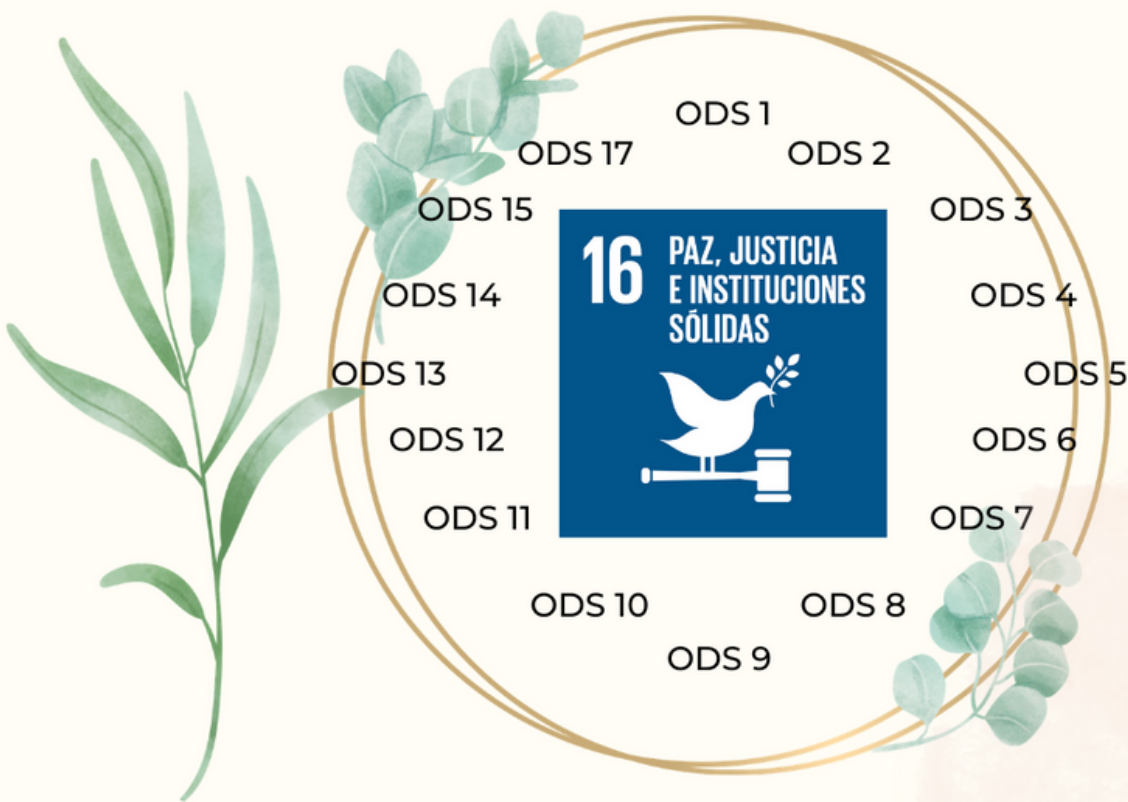 ODS 1
ODS 17
ODS 2
ODS 15
ODS 3
16 PAZ, JUSTICIA
E INSTITUCIONES
SÓLIDAS
ODS 14
ODS 4
ODS 13
ODS 5
ODS 12
ODS 6
ODS 11
ODS 7
ODS 10
ODS 8
ODS 9